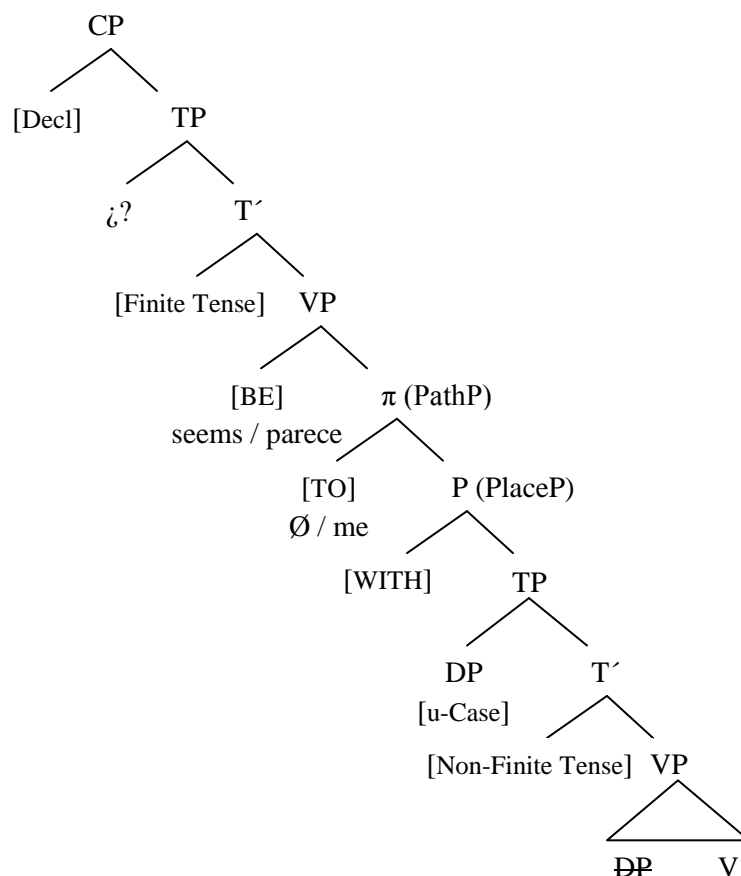 CP
[Decl] TP
¿? T´
[Finite Tense] VP
[BE] π (PathP)
seems / parece
[TO] P (PlaceP)
Ø / me
[WITH] TP
DP T´
[u-Case]
[Non-Finite Tense] VP
DP V